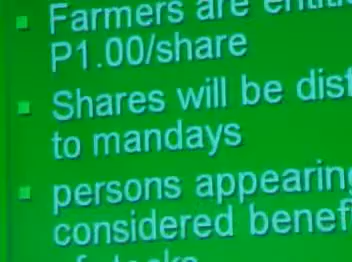 Farmers are
P1.00/share
Shares will be
to mandays
persons
considered